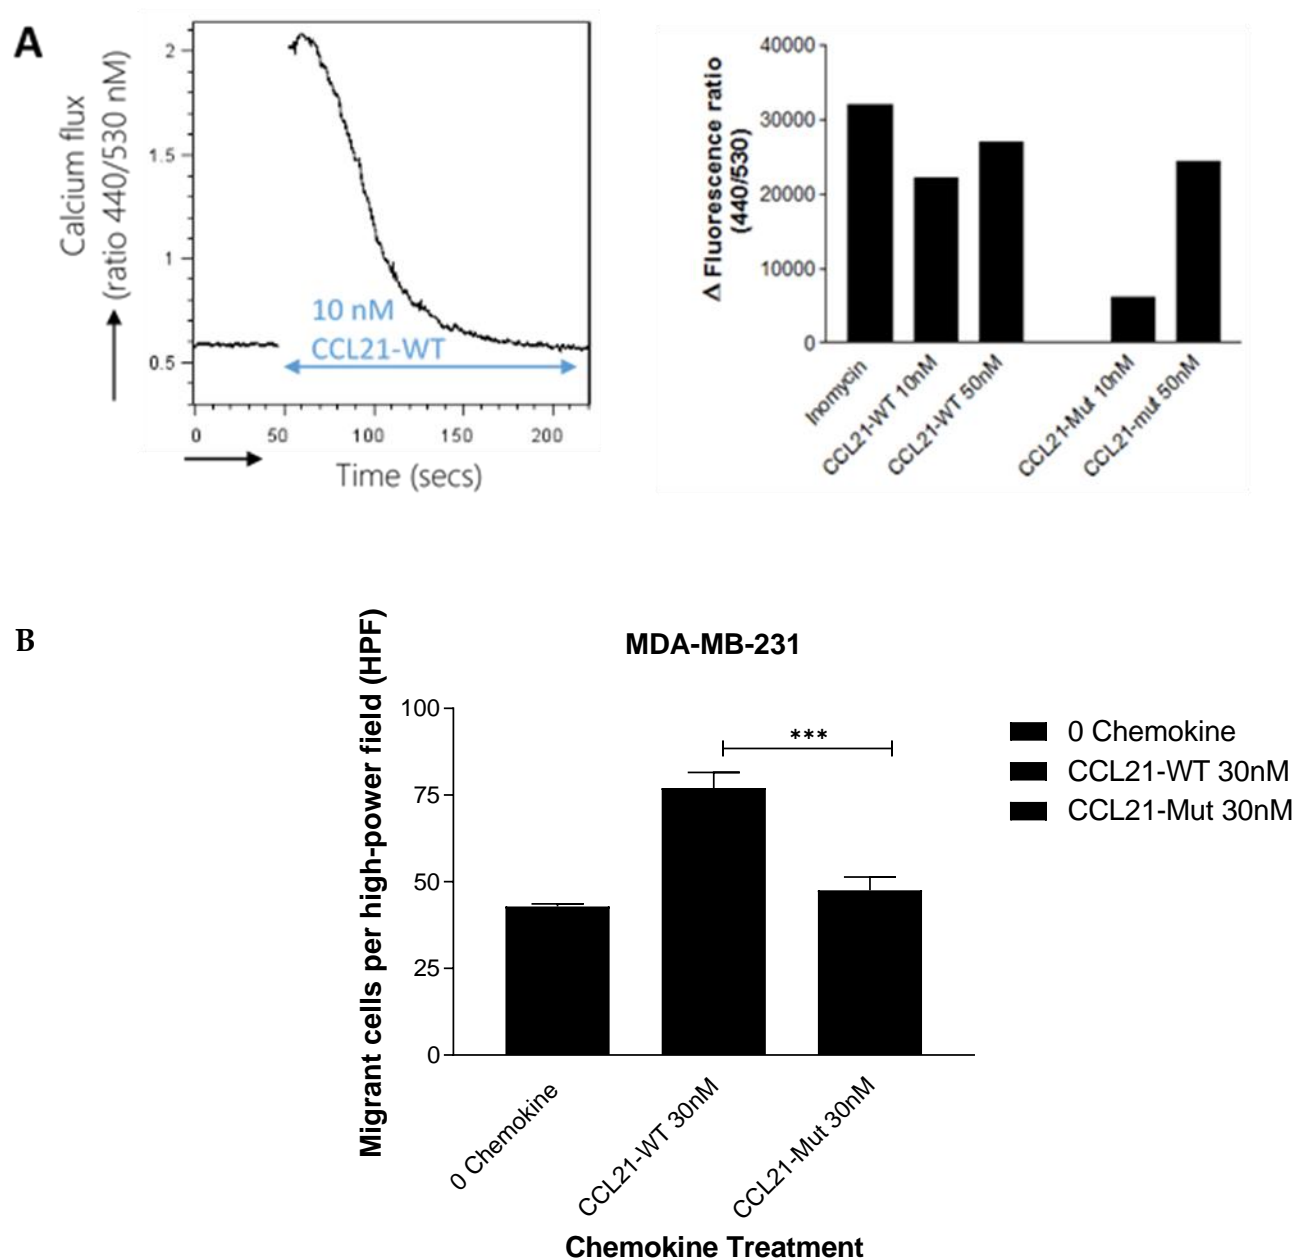 A
Calcium flux
(ratio 440/530 nM)
2
1.5
1
0.5
10 nM
CCL21-WT
0
50
100
150
200
Time (secs)
Δ Fluorescence ratio
(440/530)
40000
30000
20000
10000
0
Inomycin
CCL21-WT 10nM
CCL21-WT 50nM
CCL21-Mut 10nM
CCL21-mut 50nM
B
MDA-MB-231
Migrant cells per high-power field (HPF)
100
75
50
25
0
***
0 Chemokine
CCL21-WT 30nM
CCL21-Mut 30nM
Chemokine Treatment
0 Chemokine
CCL21-WT 30nM
CCL21-Mut 30nM